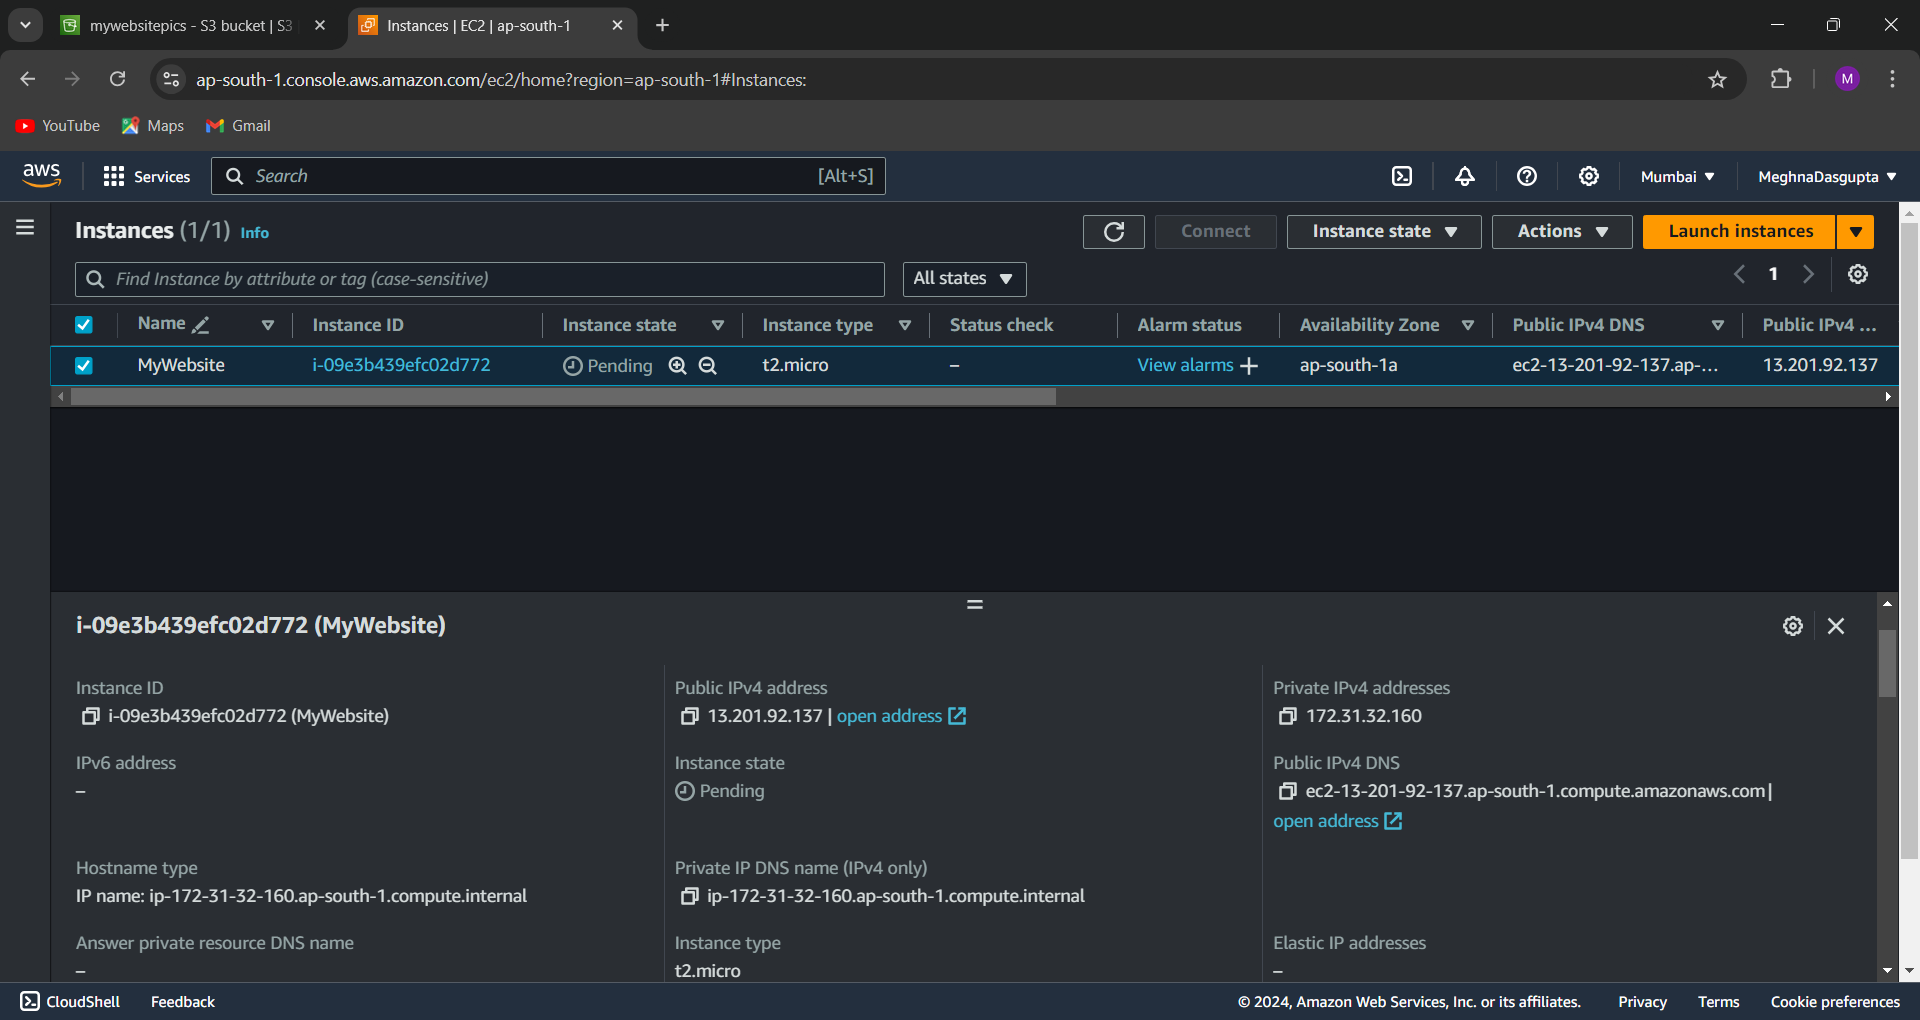 mywebsitepics - S3 bucket | S3
Instances | EC2 | ap-south-1
ap-south-1.console.aws.amazon.com/ec2/home?region=ap-south-1#Instances:
M
YouTube
Maps
Gmail
aws
Services
Search
[Alt+S]
Mumbai
MeghnaDasgupta
Instances (1/1) Info
Connect
Instance state
Actions
Launch instances
Find Instance by attribute or tag (case-sensitive)
All states
1
Name
Instance ID
Instance state
Instance type
Status check
Alarm status
Availability Zone
Public IPv4 DNS
Public IPv4 ...
MyWebsite
i-09e3b439efc02d772
Pending
t2.micro
–
View alarms +
ap-south-1a
ec2-13-201-92-137.ap-...
13.201.92.137
i-09e3b439efc02d772 (MyWebsite)
Instance ID
i-09e3b439efc02d772 (MyWebsite)
Public IPv4 address
13.201.92.137 | open address
Private IPv4 addresses
172.31.32.160
IPv6 address
–
Instance state
Pending
Public IPv4 DNS
ec2-13-201-92-137.ap-south-1.compute.amazonaws.com |
open address
Hostname type
IP name: ip-172-31-32-160.ap-south-1.compute.internal
Private IP DNS name (IPv4 only)
ip-172-31-32-160.ap-south-1.compute.internal
Answer private resource DNS name
–
Instance type
t2.micro
Elastic IP addresses
–
CloudShell
Feedback
© 2024, Amazon Web Services, Inc. or its affiliates.
Privacy
Terms
Cookie preferences